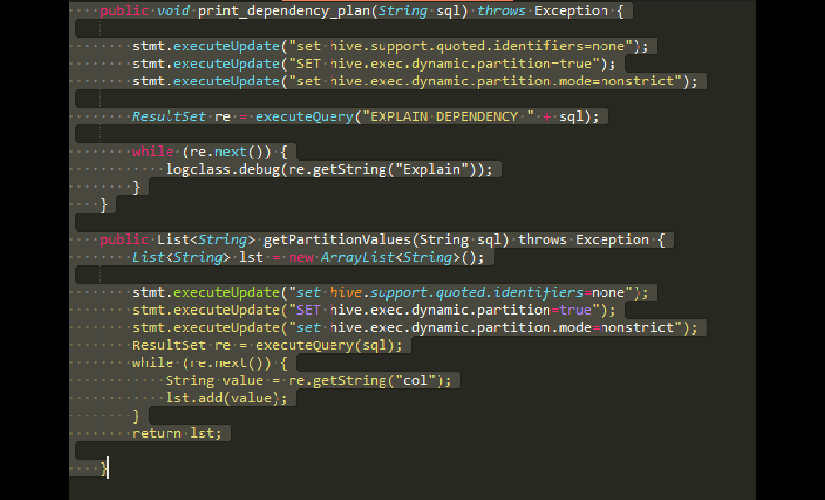 public void print_dependency_plan(String sql) throws Exception {
stmt.executeUpdate("set hive.support.quoted.identifiers=none");
stmt.executeUpdate("SET hive.exec.dynamic.partition=true");
stmt.executeUpdate("set hive.exec.dynamic.partition.mode=nonstrict");
ResultSet re = executeQuery("EXPLAIN DEPENDENCY " + sql);
while (re.next()) {
logclass.debug(re.getString("Explain"));
}
}
public List<String> getPartitionValues(String sql) throws Exception {
List<String> lst = new ArrayList<String>();
stmt.executeUpdate("set hive.support.quoted.identifiers=none");
stmt.executeUpdate("SET hive.exec.dynamic.partition=true");
stmt.executeUpdate("set hive.exec.dynamic.partition.mode=nonstrict");
ResultSet re = executeQuery(sql);
while (re.next()) {
String value = re.getString("col");
lst.add(value);
}
return lst;
}